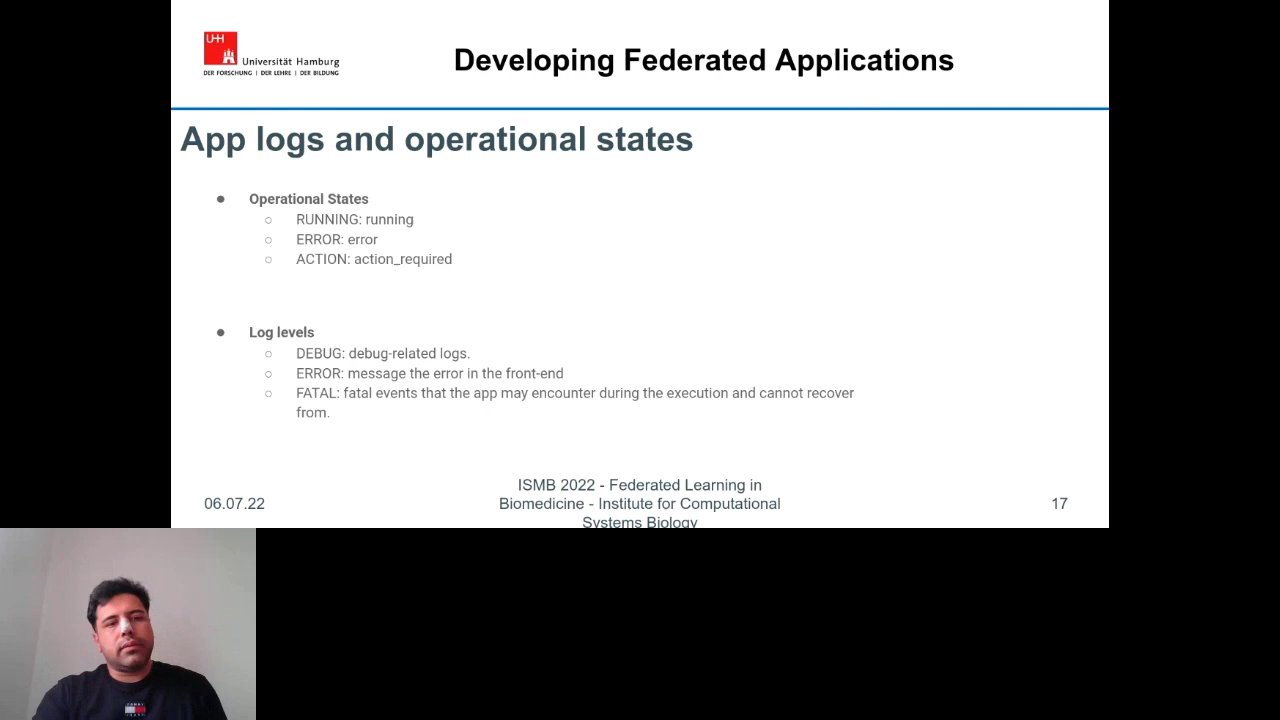 UHH
Universität Hamburg
DER FORSCHUNG | DER LEHRE | DER BILDUNG
Developing Federated Applications
App logs and operational states
● Operational States
○ RUNNING: running
○ ERROR: error
○ ACTION: action_required
● Log levels
○ DEBUG: debug-related logs.
○ ERROR: message the error in the front-end
○ FATAL: fatal events that the app may encounter during the execution and cannot recover
from.
06.07.22
ISMB 2022 - Federated Learning in
Biomedicine - Institute for Computational
Systems Biology
17